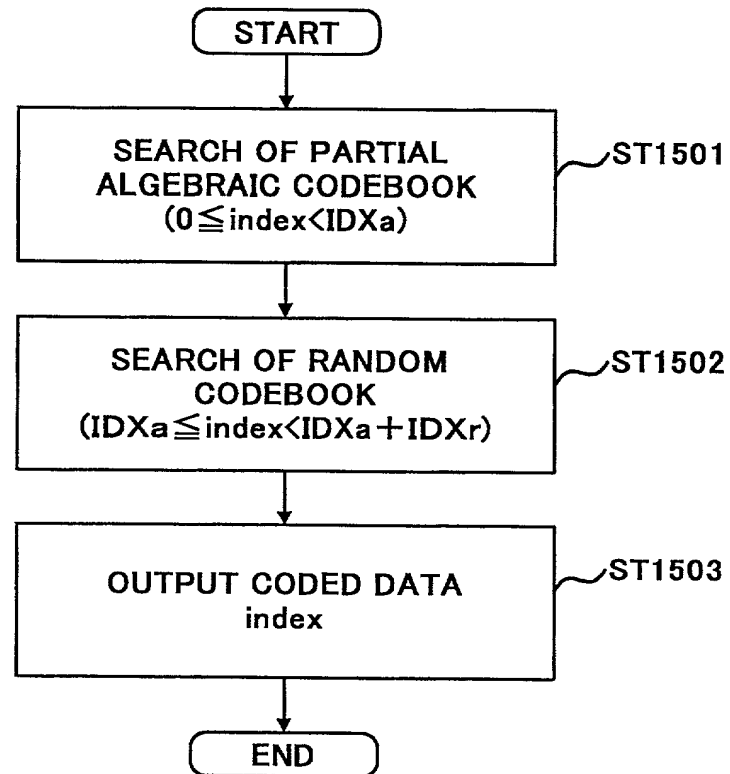 START
SEARCH OF PARTIAL
ALGEBRAIC CODEBOOK
(0≦index<IDXa)
ST1501
SEARCH OF RANDOM
CODEBOOK
(IDXa≦index<IDXa+IDXr)
ST1502
OUTPUT CODED DATA
index
ST1503
END